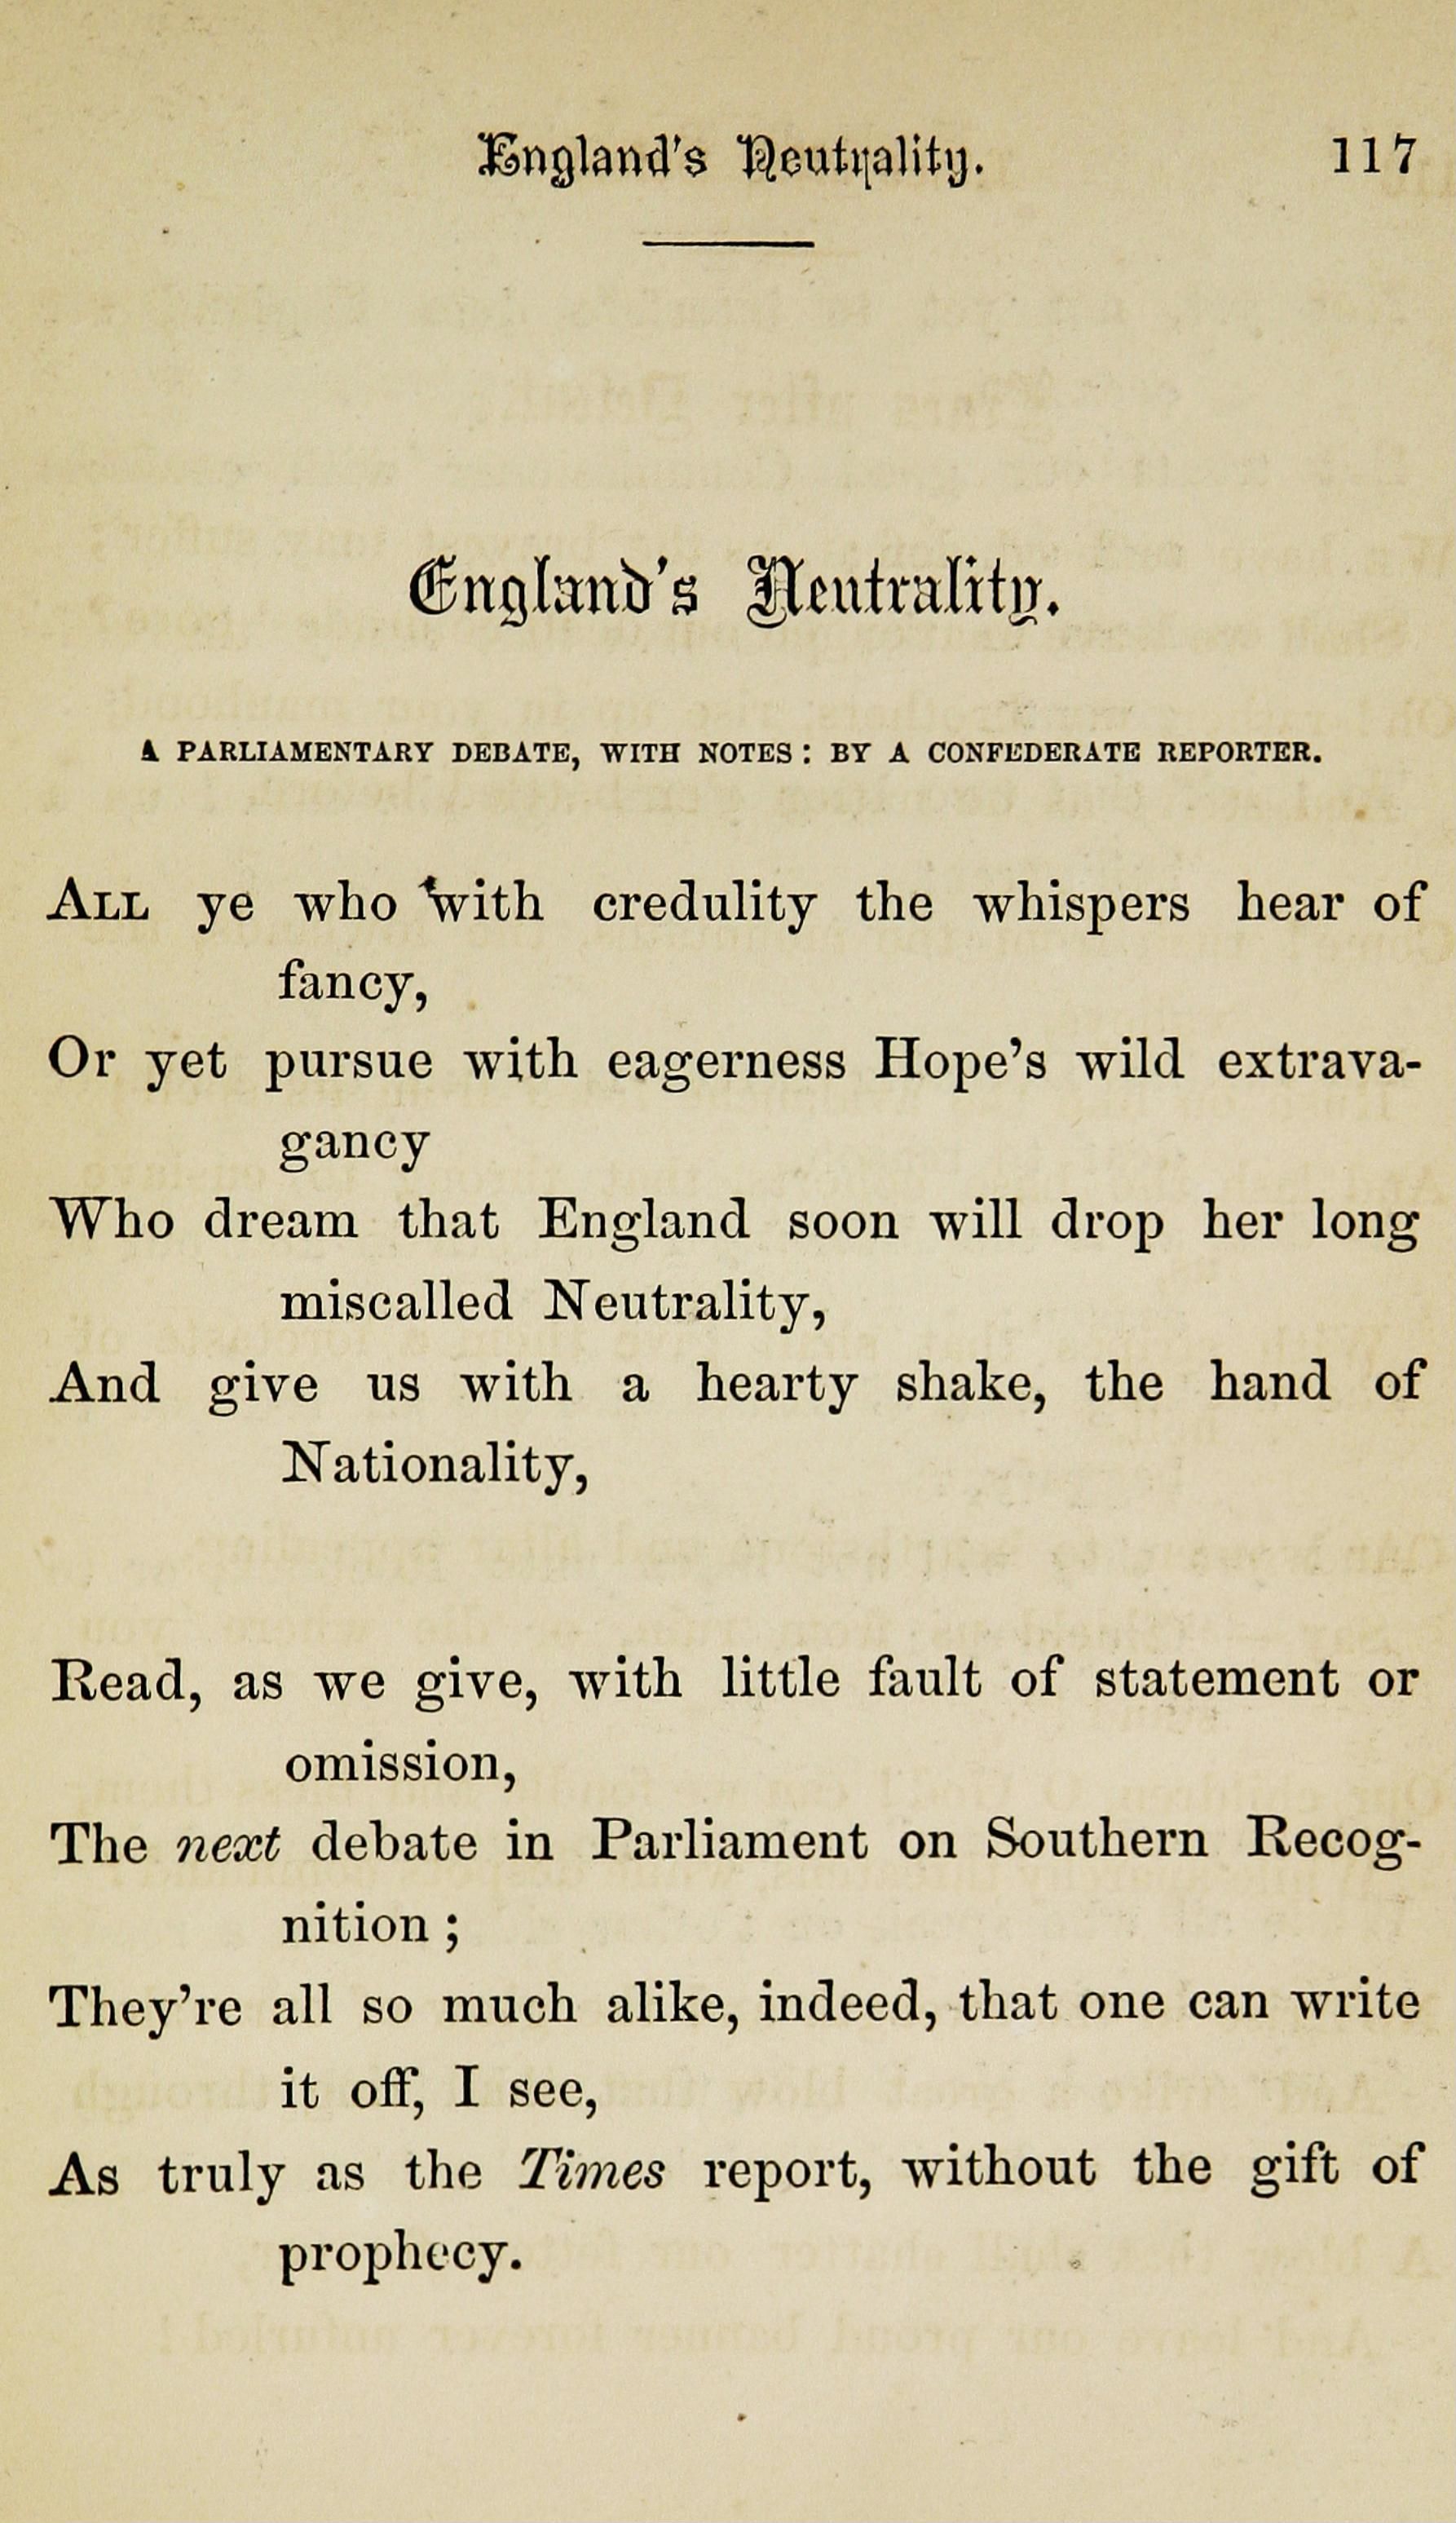 England's Neutrality. 117
England's Neutrality.
A PARLIAMENTARY DEBATE, WITH NOTES: BY A CONFEDERATE REPORTER.
ALL ye who with credulity the whispers hear of
fancy,
Or yet pursue with eagerness Hope's wild extrava-
gancy
Who dream that England soon will drop her long
miscalled Neutrality,
And give us with a hearty shake, the hand of
Nationality,
Read, as we give, with little fault of statement or
omission,
The next debate in Parliament on Southern Recog-
nition;
They're all so much alike, indeed, that one can write
it off, I see,
As truly as the Times report, without the gift of
prophecy.